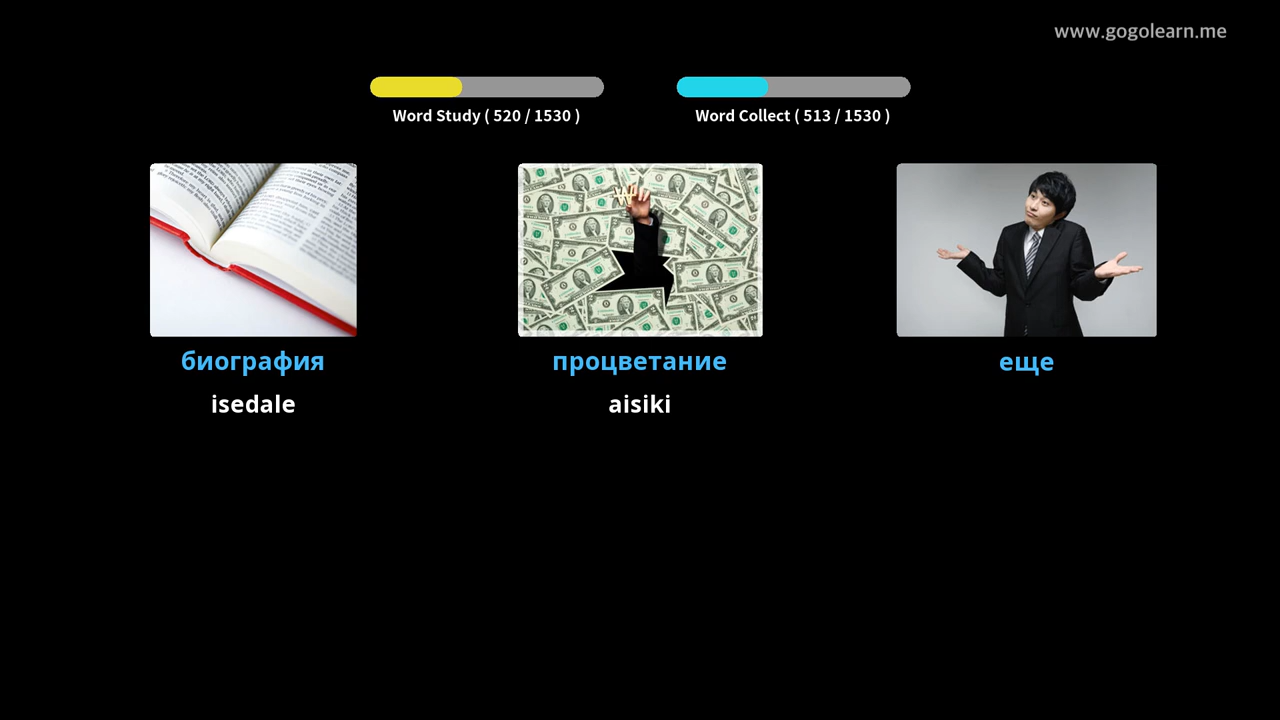 www.gogolearn.me
Word Study ( 520 / 1530 )
Word Collect ( 513 / 1530 )
биография
процветание
еще
isedale
aisiki